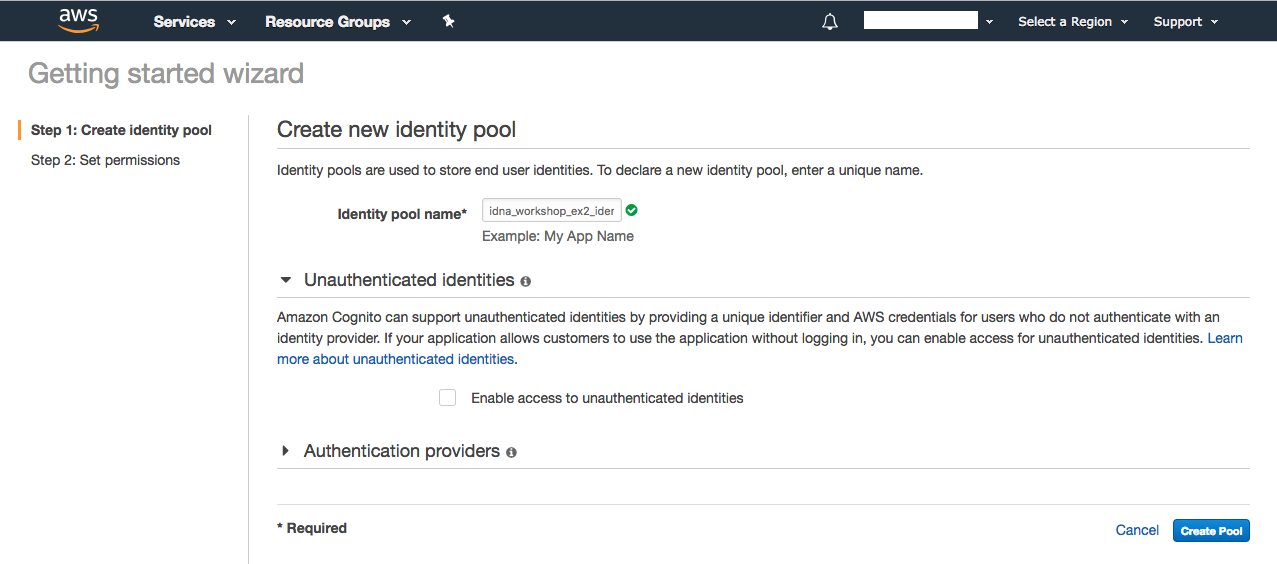 aws Services Resource Groups Select a Region Support
Getting started wizard
Step 1: Create identity pool
Step 2: Set permissions
Create new identity pool
Identity pools are used to store end user identities. To declare a new identity pool, enter a unique name.
Identity pool name* idna_workshop_ex2_iden
Example: My App Name
Unauthenticated identities
Amazon Cognito can support unauthenticated identities by providing a unique identifier and AWS credentials for users who do not authenticate with an
identity provider. If your application allows customers to use the application without logging in, you can enable access for unauthenticated identities. Learn
more about unauthenticated identities.
Enable access to unauthenticated identities
Authentication providers
* Required
Cancel Create Pool